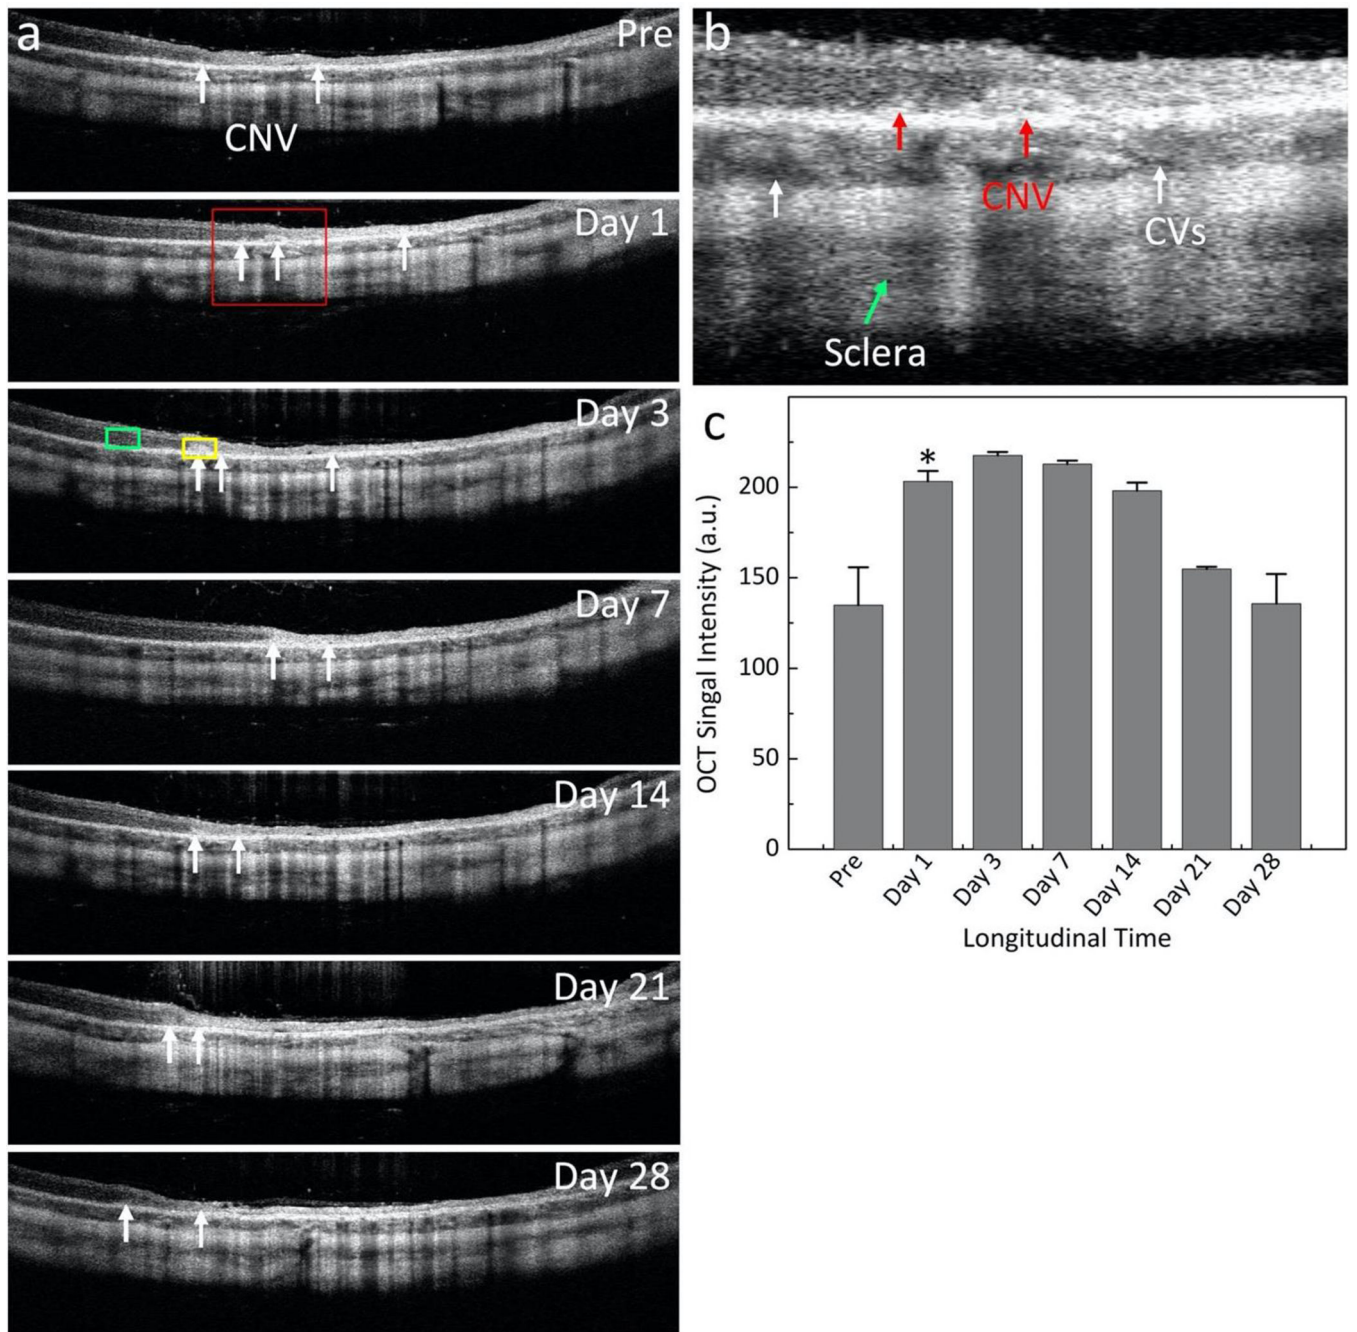 a
Pre
CNV
Day 1
Day 3
Day 7
Day 14
Day 21
Day 28
b
CNV
CVs
Sclera
c
OCT Singal Intensity (a.u.)
200
150
100
50
0
*
Pre
Day 1
Day 3
Day 7
Day 14
Day 21
Day 28
Longitudinal Time